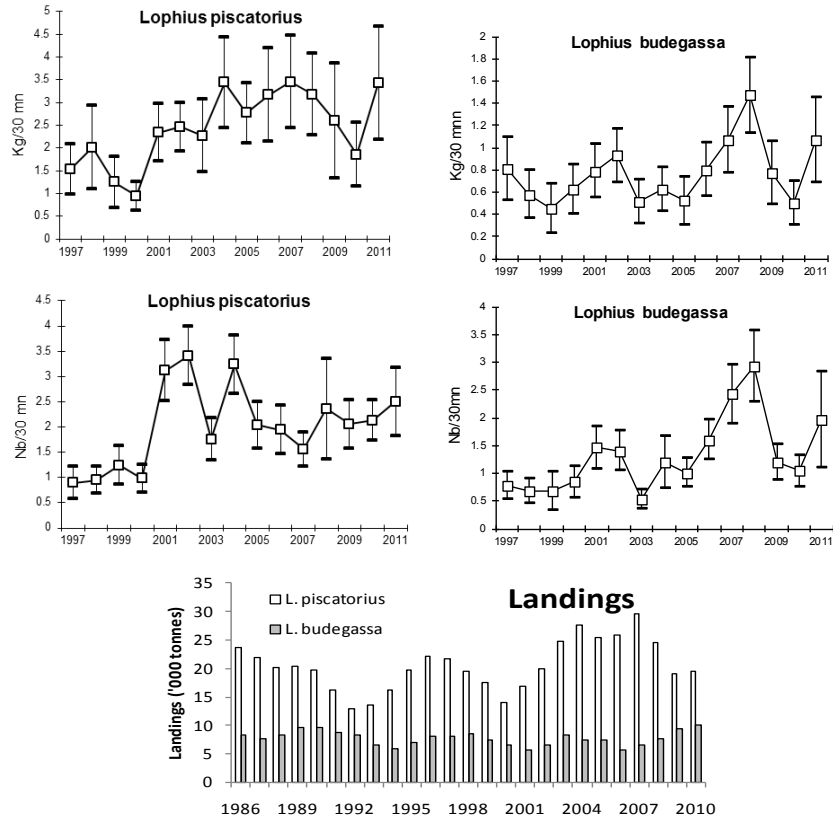 Lophius piscatorius
Kg/30 mn
5
4.5
4
3.5
3
2.5
2
1.5
1
0.5
0
1997 1999 2001 2003 2005 2007 2009 2011
Lophius budegassa
Kg/30 mnn
2
1.8
1.6
1.4
1.2
1
0.8
0.6
0.4
0.2
0
1997 1999 2001 2003 2005 2007 2009 2011
Lophius piscatorius
Nb/30 mn
4.5
4
3.5
3
2.5
2
1.5
1
0.5
0
1997 1999 2001 2003 2005 2007 2009 2011
Lophius budegassa
Nb/30mn
4
3.5
3
2.5
2
1.5
1
0.5
0
1997 1999 2001 2003 2005 2007 2009 2011
Landings
L. piscatorius
L. budegassa
Landings ('000 tonnes)
35
30
25
20
15
10
5
0
1986 1989 1992 1995 1998 2001 2004 2007 2010